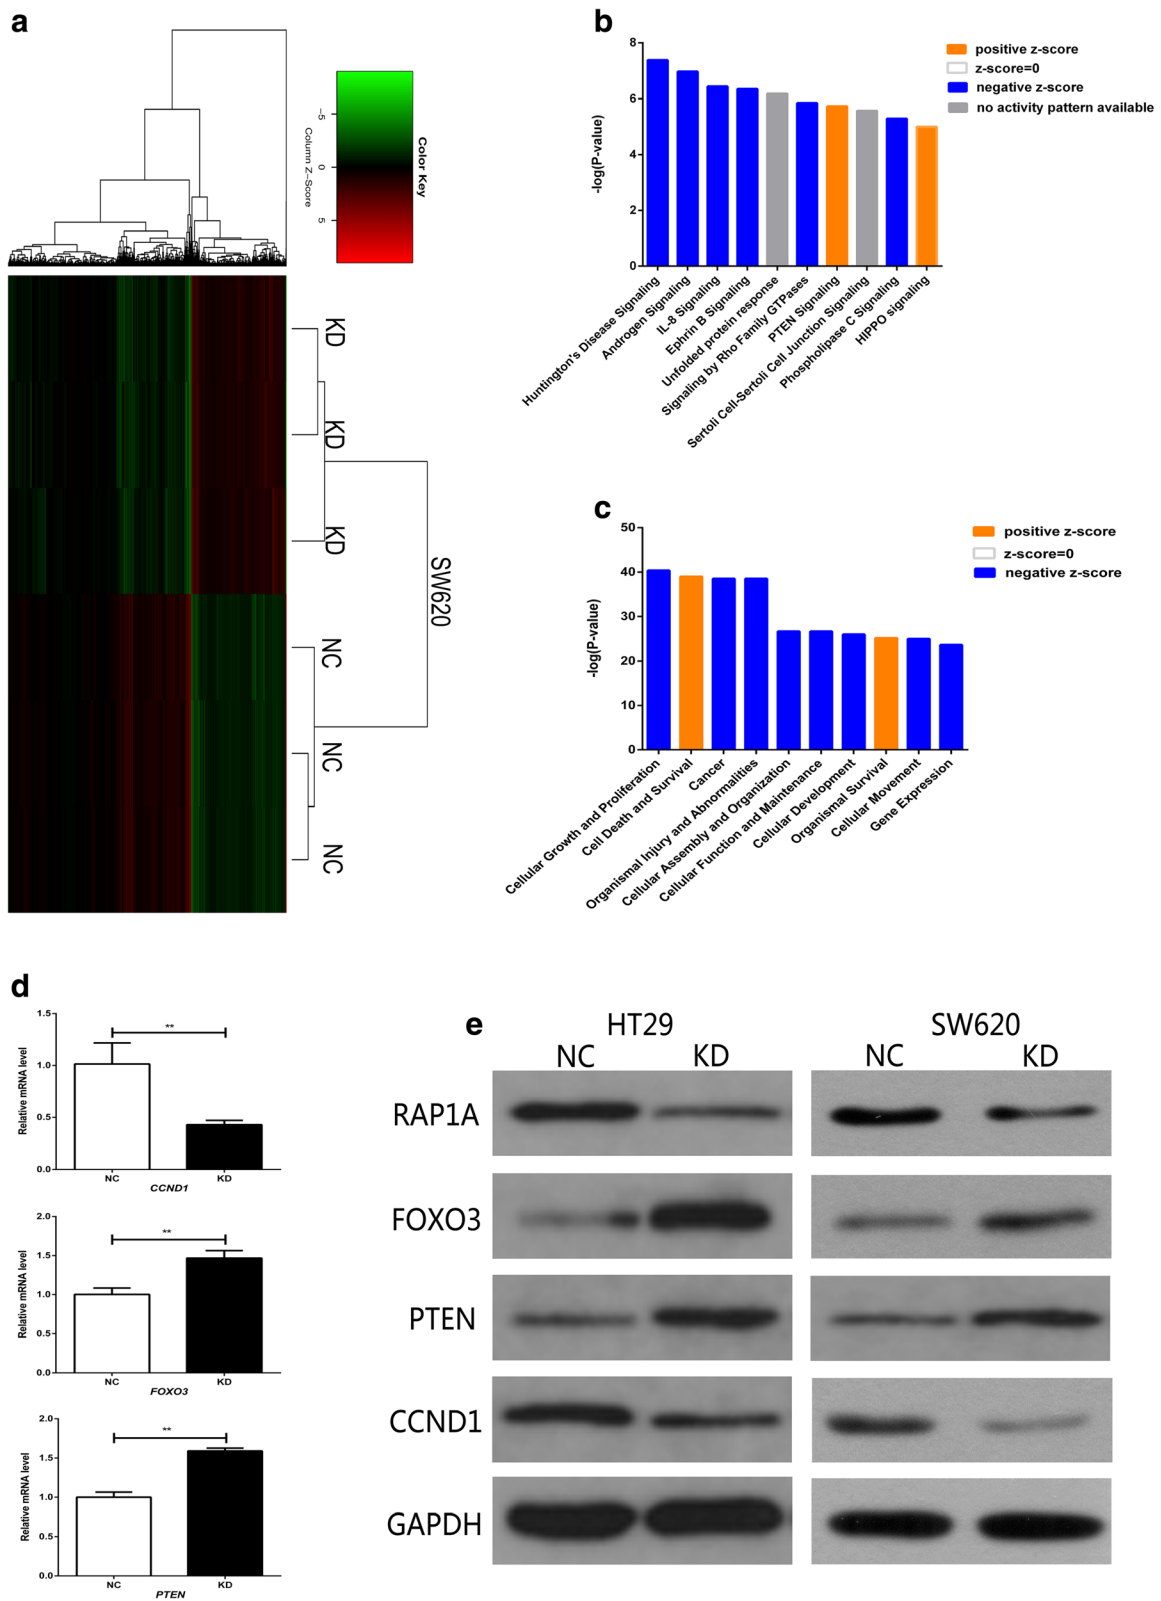 a
−5
0
5
Column Z−Score
Color Key
KD
KD
KD
NC
NC
NC
SW620
b
8
6
4
2
0
-log(P-value)
positive z-score
z-score=0
negative z-score
no activity pattern available
Huntington's Disease Signaling
Androgen Signaling
IL-8 Signaling
Ephrin B Signaling
Unfolded protein response
Signaling by Rho Family GTPases
PTEN Signaling
Sertoli Cell-Sertoli Cell Junction Signaling
Phospholipase C Signaling
HIPPO signaling
c
50
40
30
20
10
0
-log(P-value)
positive z-score
z-score=0
negative z-score
Cellular Growth and Proliferation
Cell Death and Survival
Cancer
Organismal Injury and Abnormalities
Cellular Assembly and Organization
Cellular Function and Maintenance
Cellular Development
Organismal Survival
Cellular Movement
Gene Expression
d
1.5
1.0
0.5
0.0
Relative mRNA level
**
NC KD
CCND1
2.0
1.5
1.0
0.5
0.0
Relative mRNA level
**
NC KD
FOXO3
2.0
1.5
1.0
0.5
0.0
Relative mRNA level
**
NC KD
PTEN
e
HT29 SW620
NC KD NC KD
RAP1A
FOXO3
PTEN
CCND1
GAPDH